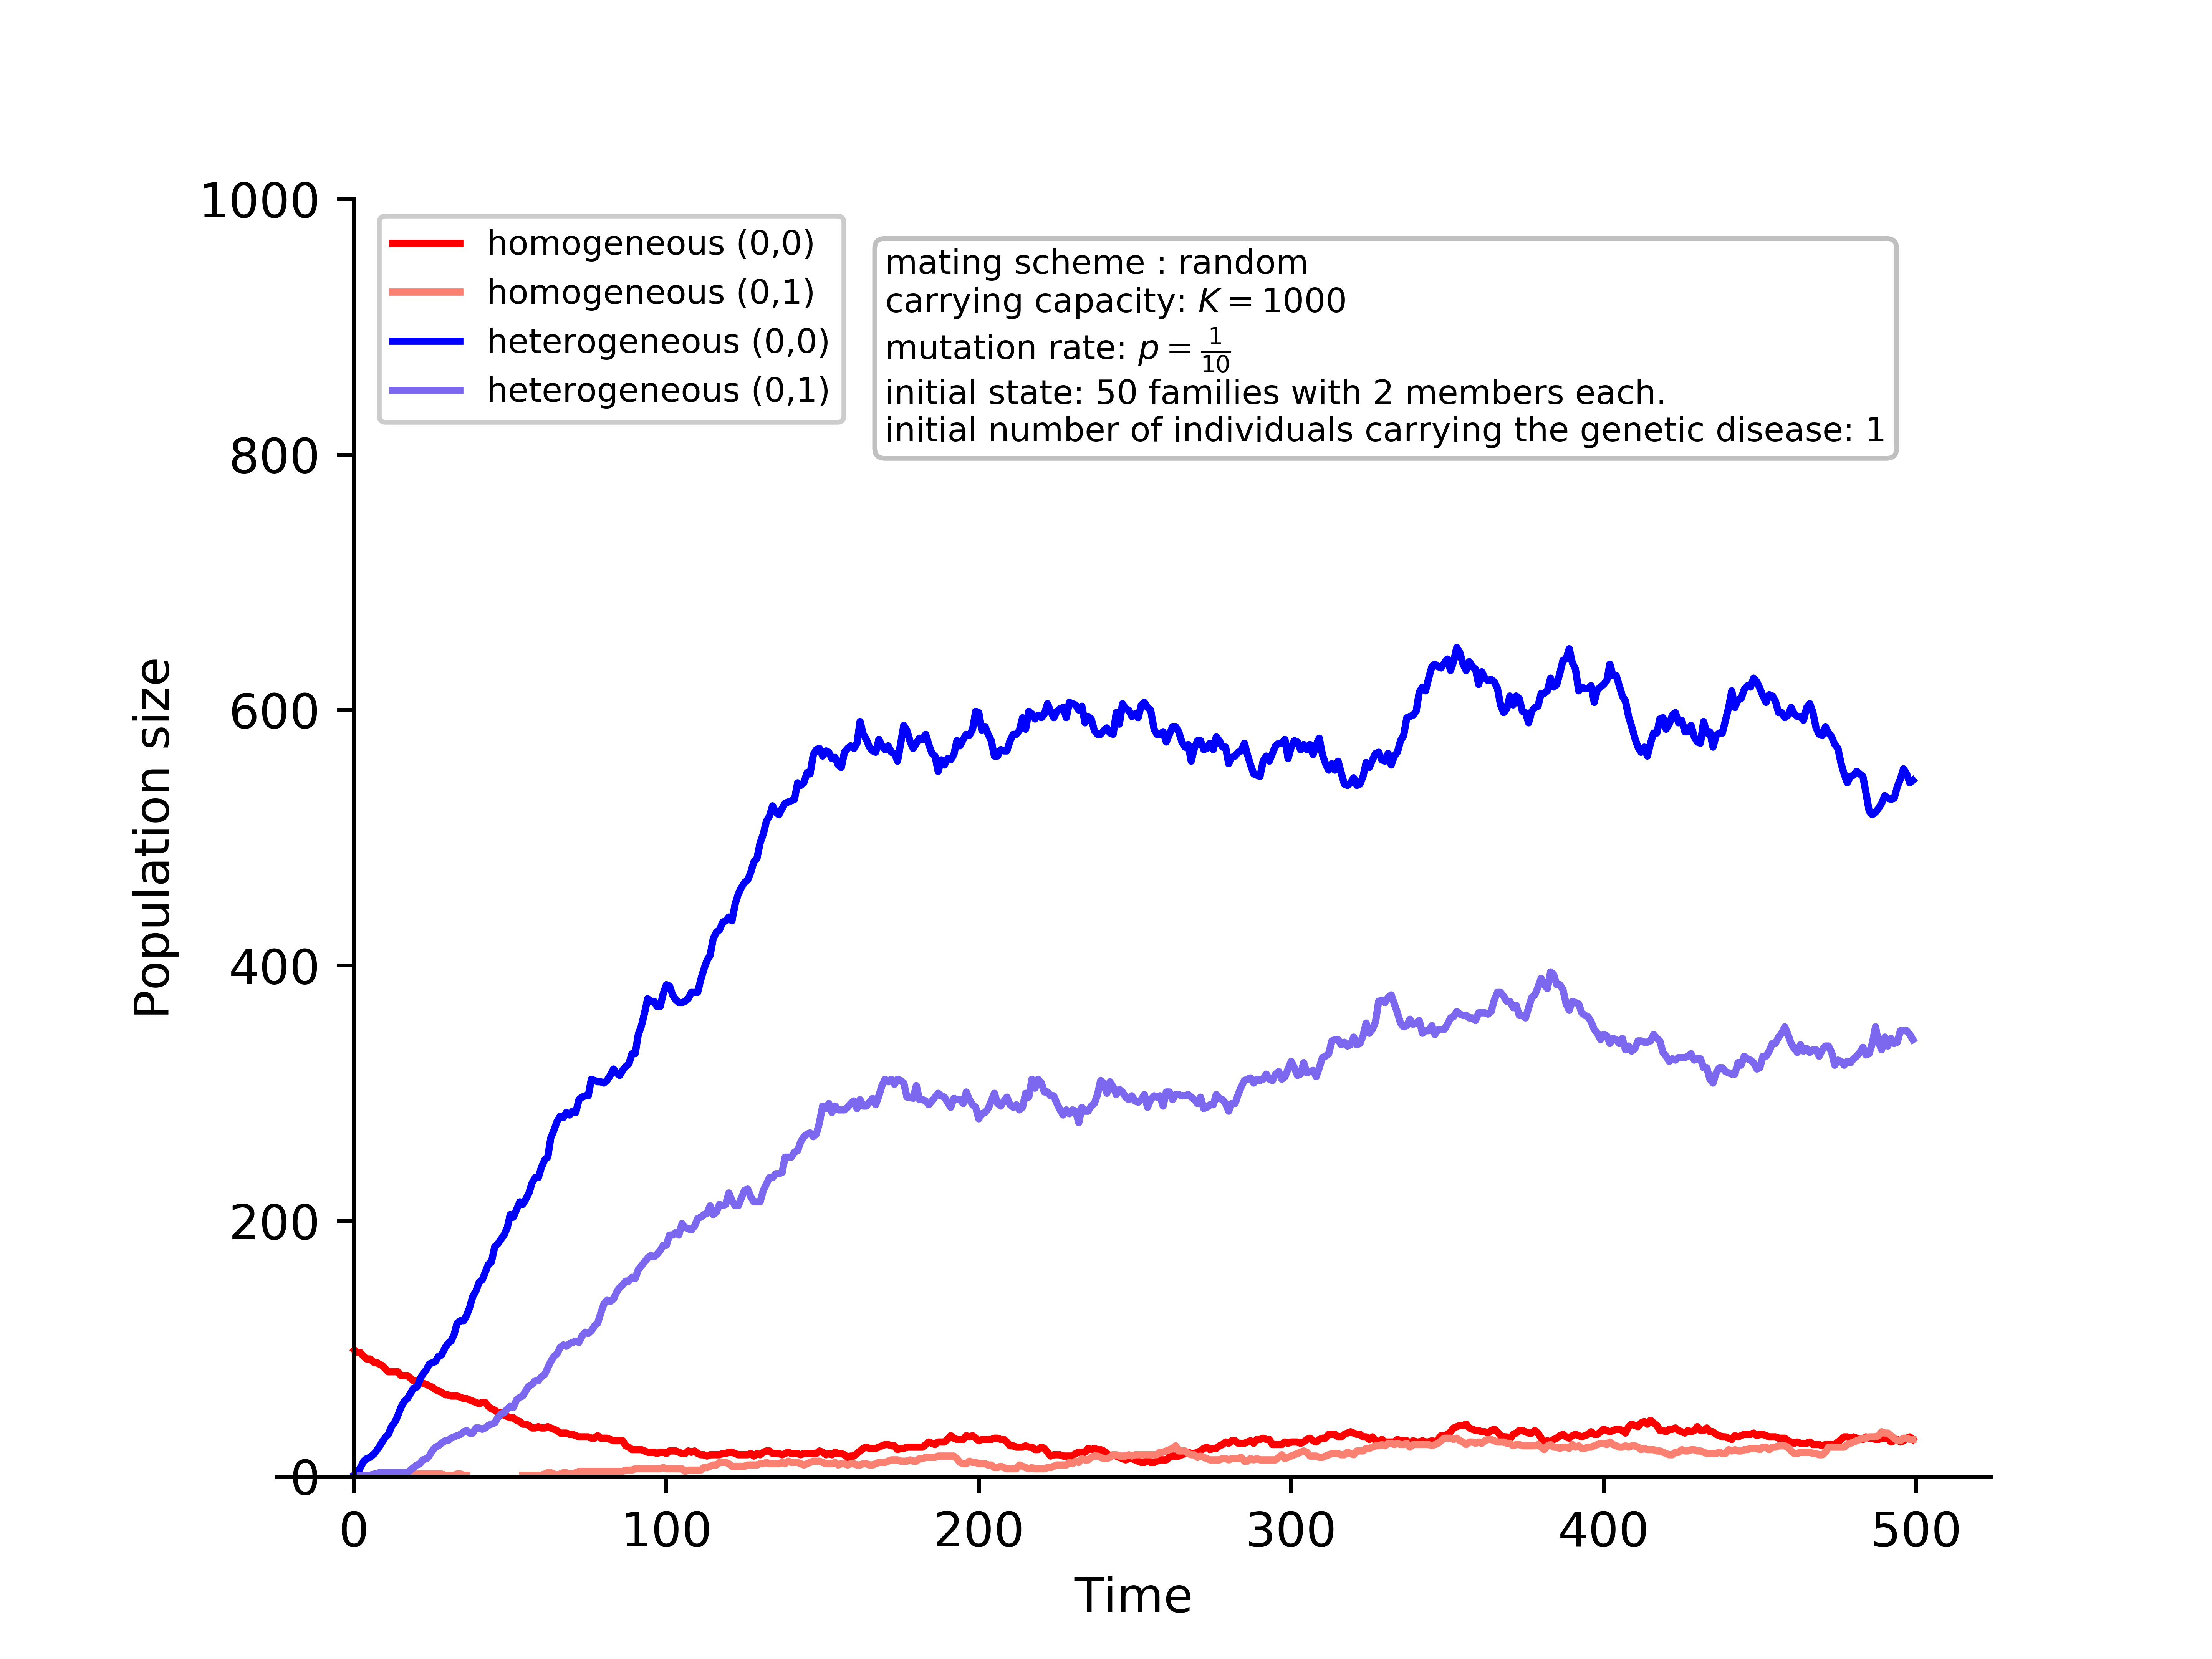 1000
800
600
400
200
0
homogeneous (0,0)
homogeneous (0,1)
heterogeneous (0,0)
heterogeneous (0,1)
mating scheme : random
carrying capacity: K = 1000
mutation rate: p = 1/10
initial state: 50 families with 2 members each.
initial number of individuals carrying the genetic disease: 1
Population size
0 100 200 300 400 500
Time